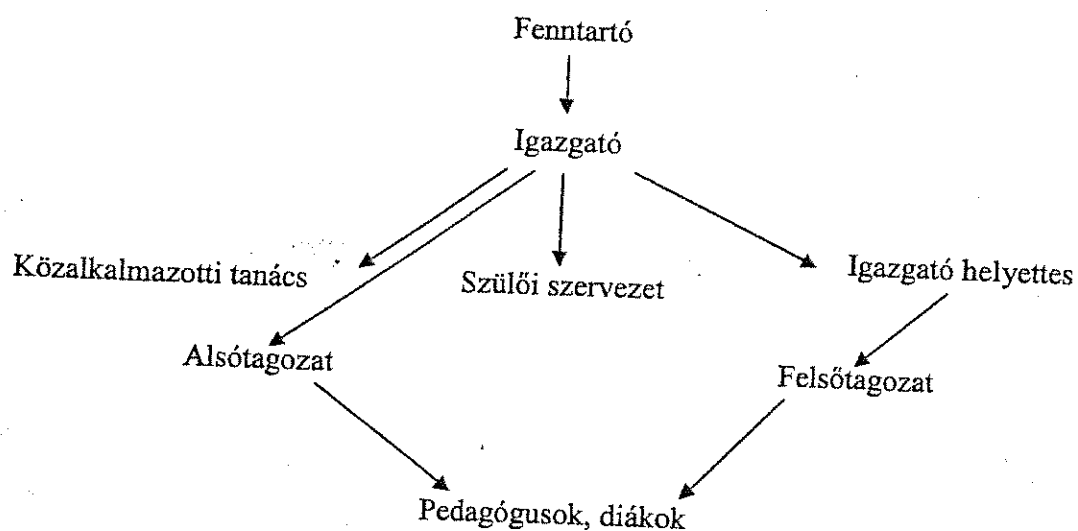 Fenntartó
Igazgató
Közalkalmazotti tanács
Szülői szervezet
Igazgató helyettes
Alsótagozat
Felsőtagozat
Pedagógusok, diákok